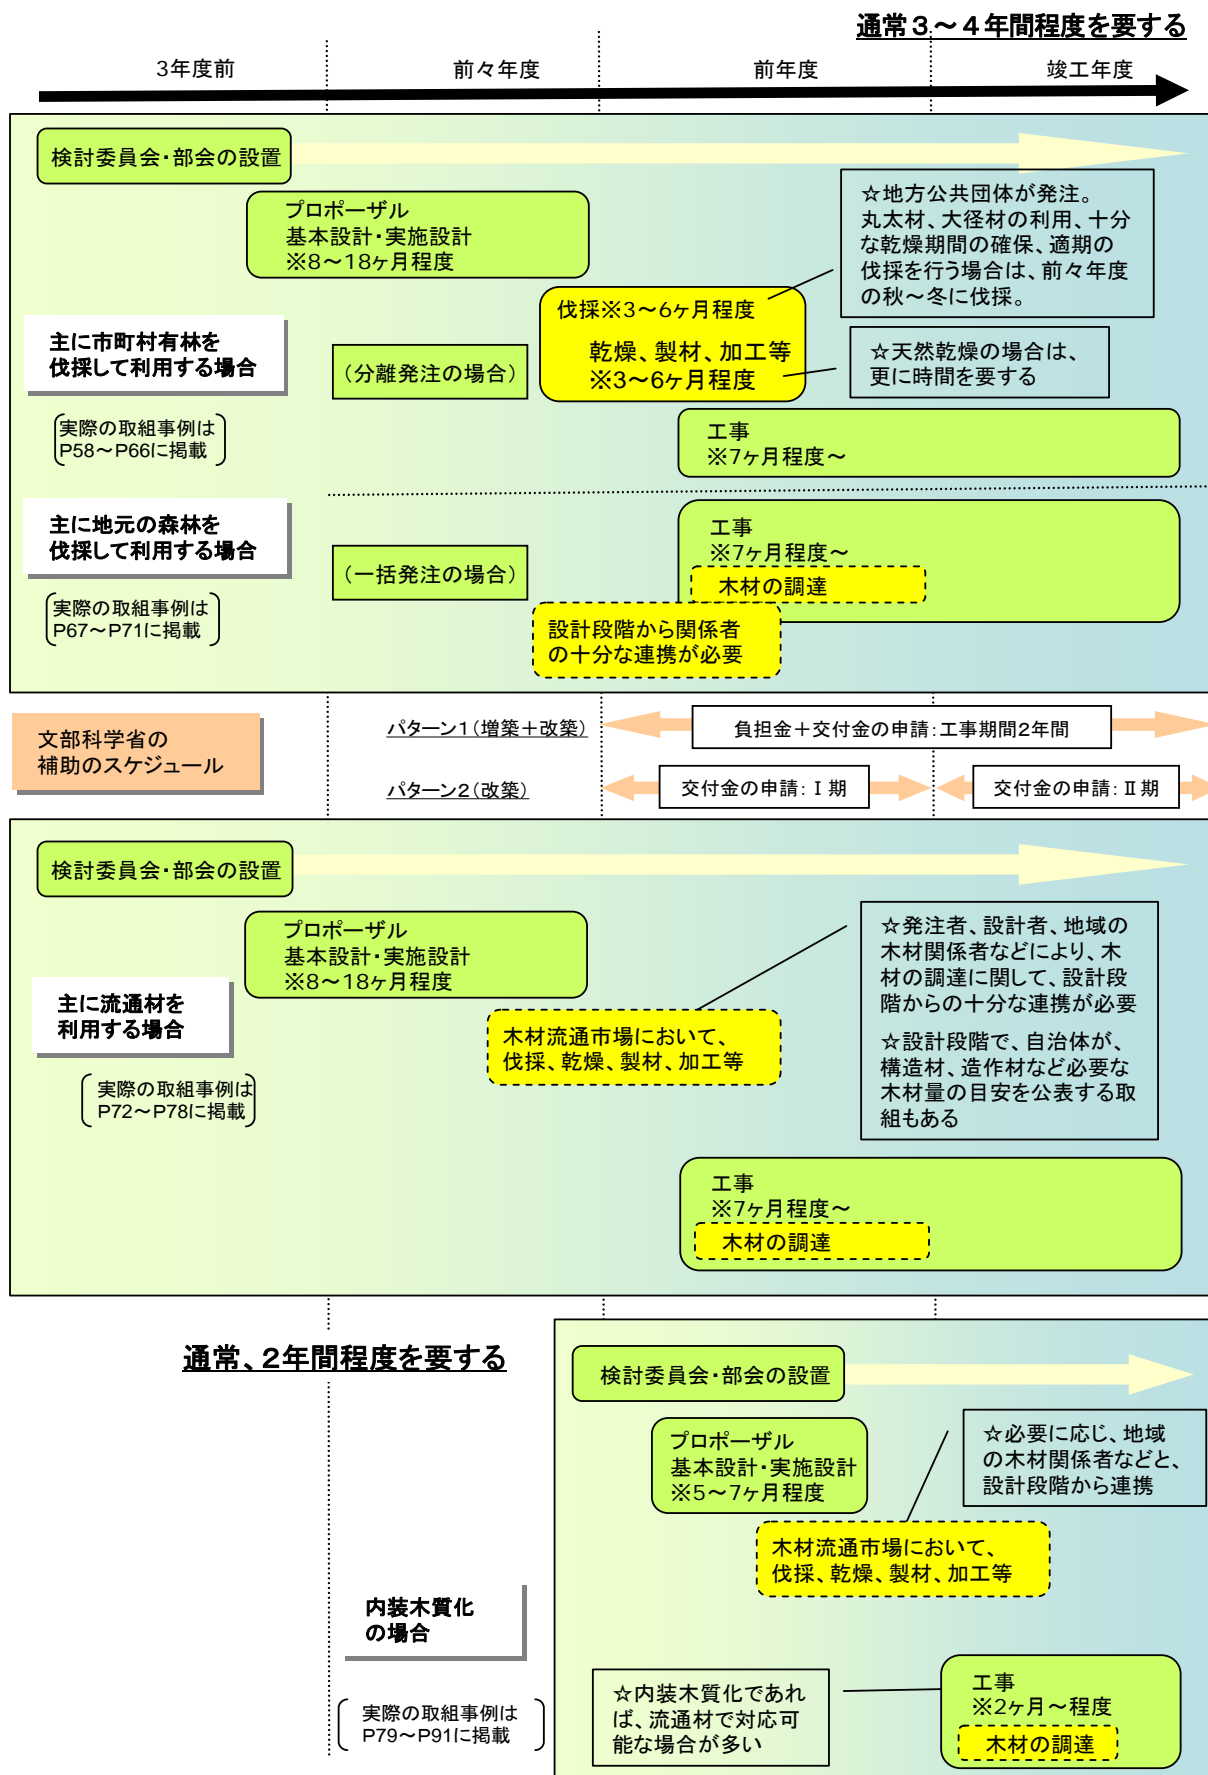 通常３～４年間程度を要する
3年度前
前々年度
前年度
竣工年度
検討委員会・部会の設置
プロポーザル
基本設計・実施設計
※8～18ヶ月程度
☆地方公共団体が発注。
丸太材、大径材の利用、十分
な乾燥期間の確保、適期の
伐採を行う場合は、前々年度
の秋～冬に伐採。
伐採※3～6ヶ月程度
乾燥、製材、加工等
※3～6ヶ月程度
☆天然乾燥の場合は、
更に時間を要する
主に市町村有林を
伐採して利用する場合
（分離発注の場合）
実際の取組事例は
P58～P66に掲載
工事
※7ヶ月程度～
主に地元の森林を
伐採して利用する場合
（一括発注の場合）
工事
※7ヶ月程度～
木材の調達
実際の取組事例は
P67～P71に掲載
設計段階から関係者
の十分な連携が必要
文部科学省の
補助のスケジュール
パターン１（増築＋改築）
負担金＋交付金の申請：工事期間2年間
パターン2（改築）
交付金の申請：Ⅰ期
交付金の申請：Ⅱ期
検討委員会・部会の設置
プロポーザル
基本設計・実施設計
※8～18ヶ月程度
☆発注者、設計者、地域の
木材関係者などにより、木
材の調達に関して、設計段
階からの十分な連携が必要
☆設計段階で、自治体が、
構造材、造作材など必要な
木材量の目安を公表する取
組もある
主に流通材を
利用する場合
木材流通市場において、
伐採、乾燥、製材、加工等
実際の取組事例は
P72～P78に掲載
工事
※7ヶ月程度～
木材の調達
通常、2年間程度を要する
検討委員会・部会の設置
プロポーザル
基本設計・実施設計
※5～7ヶ月程度
☆必要に応じ、地域
の木材関係者などと、
設計段階から連携
木材流通市場において、
伐採、乾燥、製材、加工等
内装木質化
の場合
実際の取組事例は
P79～P91に掲載
☆内装木質化であれ
ば、流通材で対応可
能な場合が多い
工事
※2ヶ月～程度
木材の調達